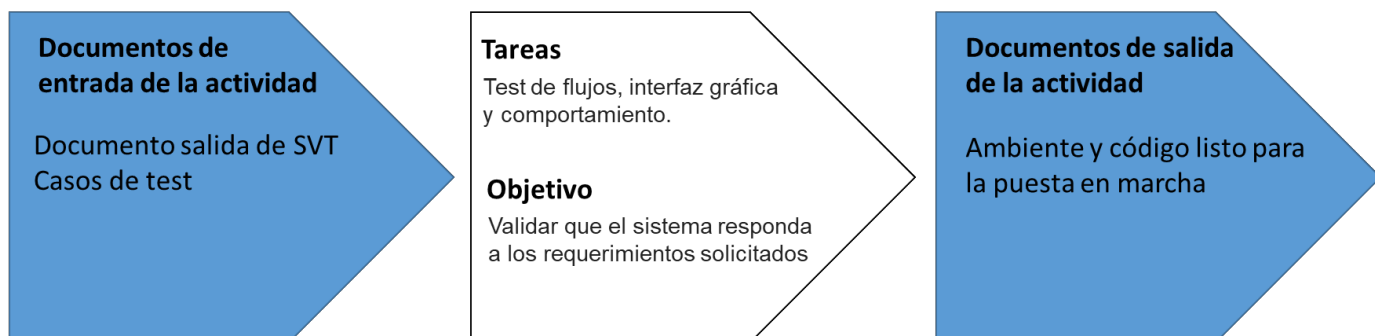 Documentos de
entrada de la actividad
Documento salida de SVT
Casos de test
Tareas
Test de flujos, interfaz gráfica
y comportamiento.
Objetivo
Validar que el sistema responda
a los requerimientos solicitados
Documentos de salida
de la actividad
Ambiente y código listo para
la puesta en marcha